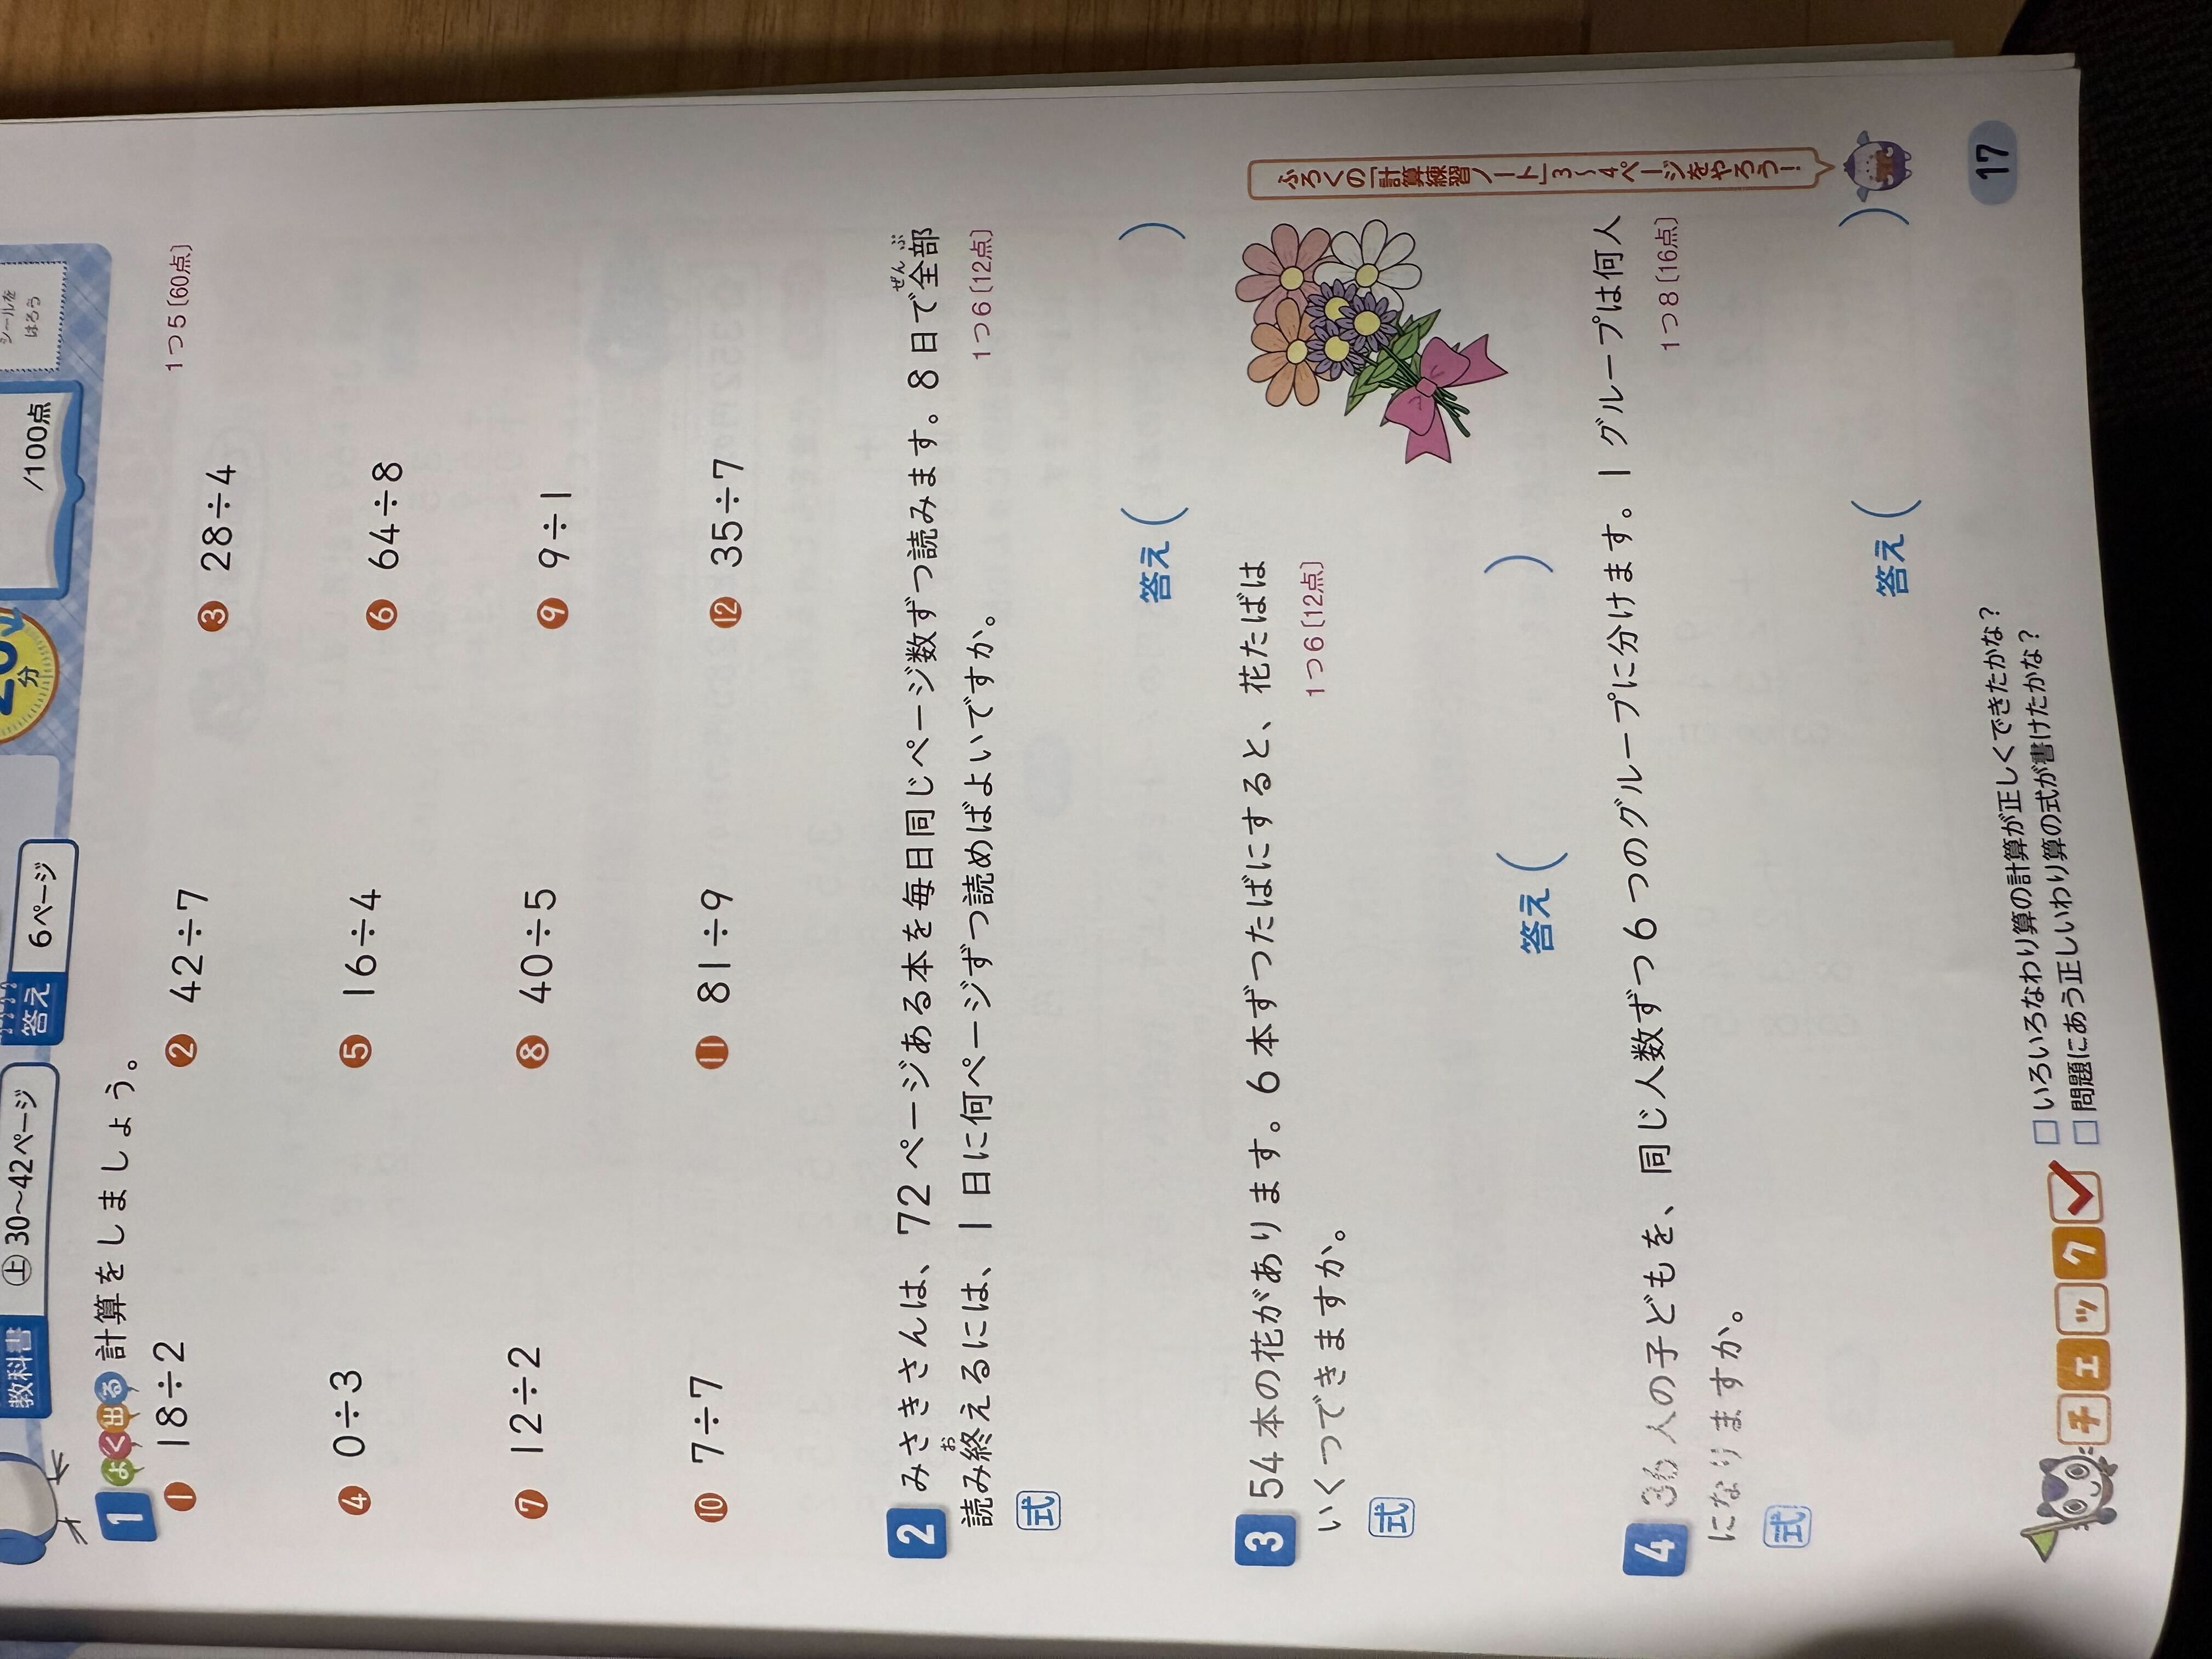 教科書 ㊤30〜42ページ
答え 6ページ
分
/100点
シールを
はろう
1 よく出る 計算をしましょう。
1つ5〔60点〕
❶ 18÷2 ❷ 42÷7 ❸ 28÷4
❹ 0÷3 ❺ 16÷4 ❻ 64÷8
❼ 12÷2 ❽ 40÷5 ❾ 9÷1
❿ 7÷7 ⓫ 81÷9 ⓬ 35÷7
2 みさきさんは、72ページある本を毎日同じページ数ずつ読みます。8日で全部
ぜんぶ
読み終えるには、1日に何ページずつ読めばよいですか。
お
1つ6〔12点〕
式
答え( )
3 54本の花があります。6本ずつたばにすると、花たばは
いくつできますか。
1つ6〔12点〕
式
答え( )
4 36人の子どもを、同じ人数ずつ6つのグループに分けます。1グループは何人
になりますか。
1つ8〔16点〕
式
答え( )
ふろくの「計算練習ノート」3〜4ページをやろう!
チェック
□いろいろなわり算の計算が正しくできたかな?
□問題にあう正しいわり算の式が書けたかな?
17